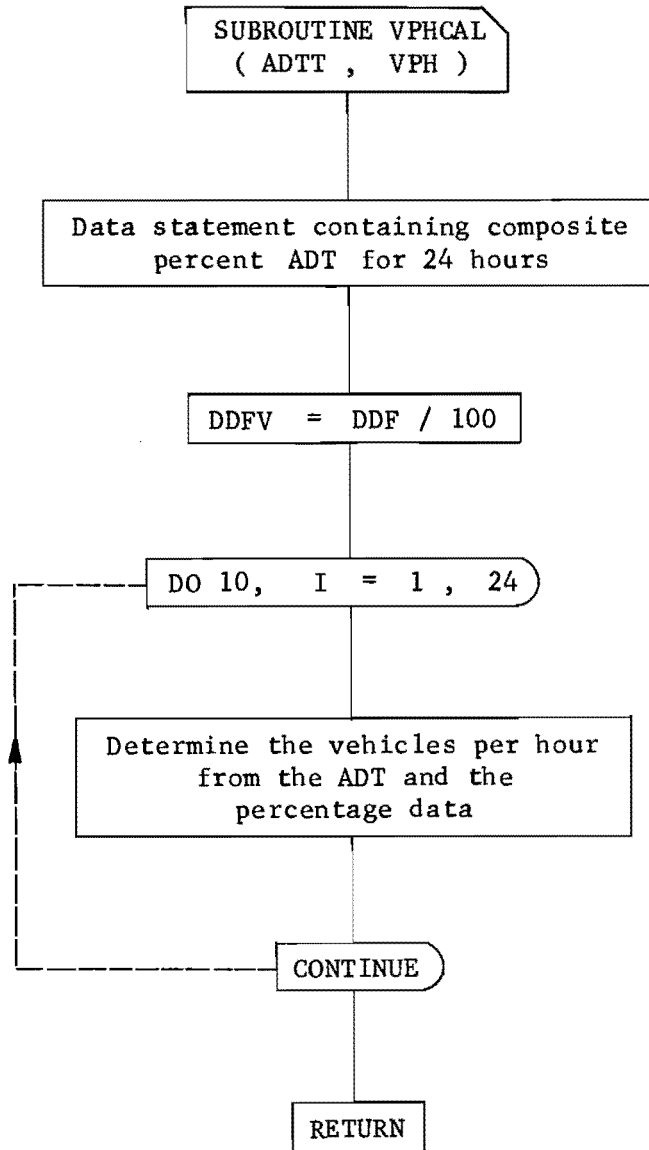 SUBROUTINE VPHCAL
( ADTT , VPH )
Data statement containing composite
percent ADT for 24 hours
DDFV = DDF / 100
DO 10, I = 1 , 24
Determine the vehicles per hour
from the ADT and the
percentage data
CONTINUE
RETURN